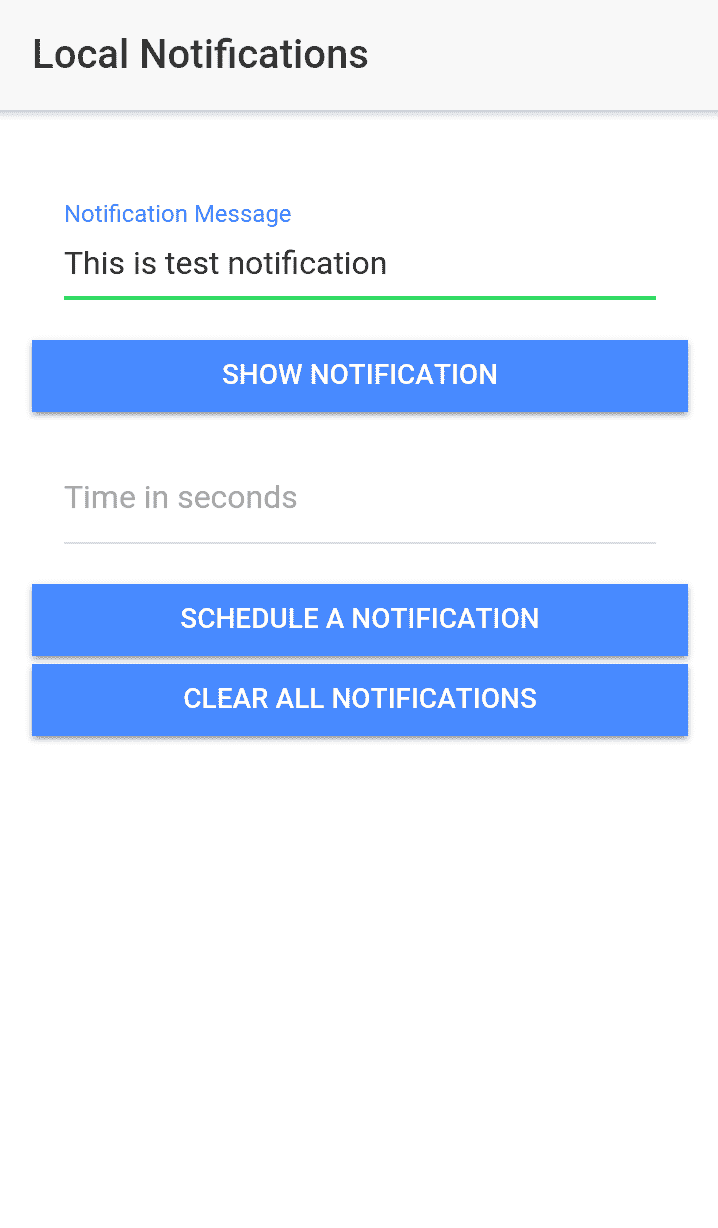 Local Notifications
Notification Message
This is test notification
SHOW NOTIFICATION
Time in seconds
SCHEDULE A NOTIFICATION
CLEAR ALL NOTIFICATIONS